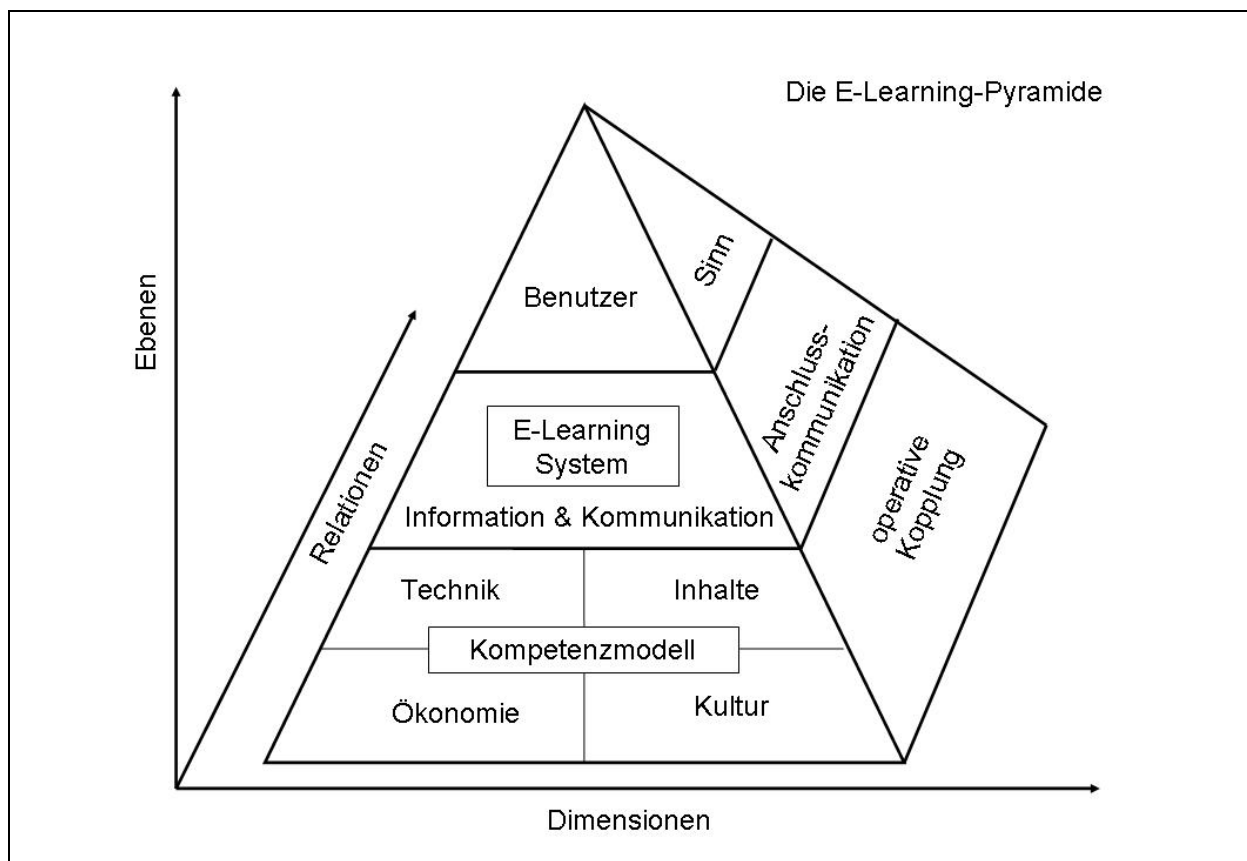 Die E-Learning-Pyramide
Ebenen
Relationen
Benutzer
Sinn
E-Learning
System
Information & Kommunikation
Anschluss-
kommunikation
Technik
Inhalte
Kompetenzmodell
Ökonomie
Kultur
operative
Kopplung
Dimensionen